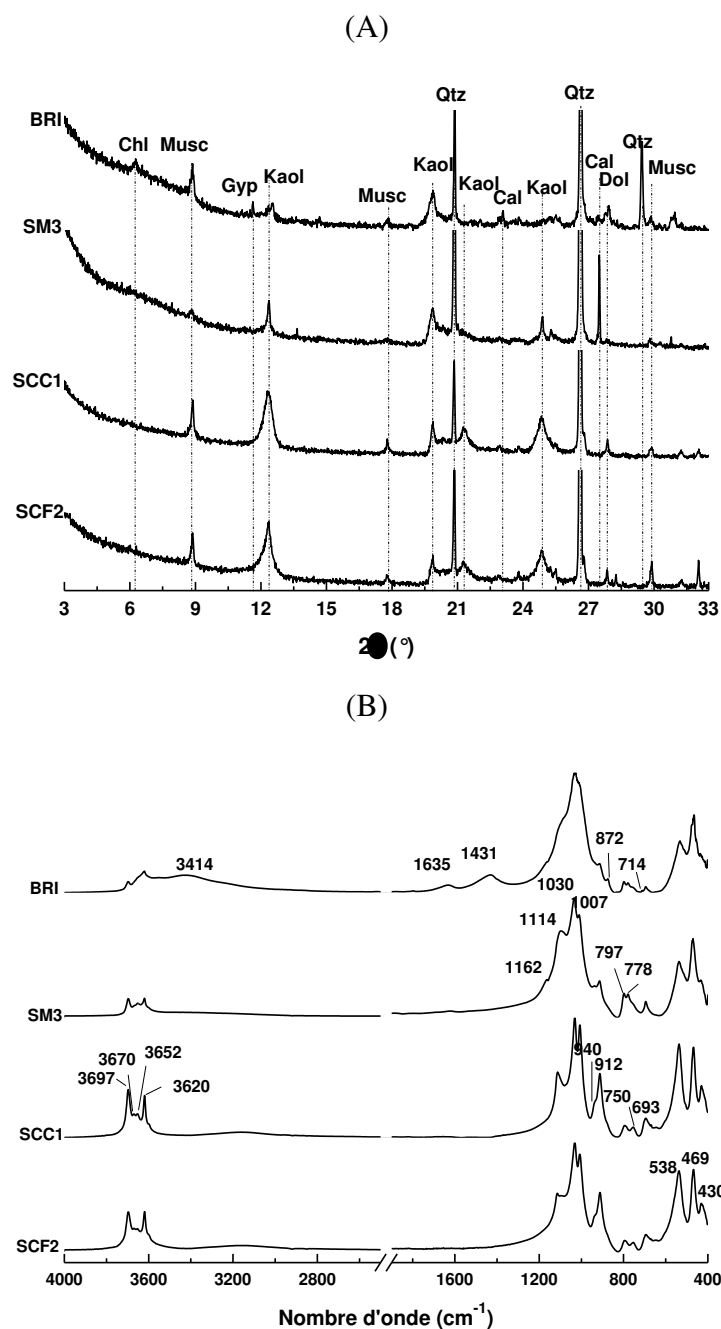 (A)
Qtz
Qtz
BRI
Chl
Musc
Qtz
Kaol
Cal
Musc
Gyp
Kaol
Musc
Kaol
Cal
Kaol
Dol
SM3
SCC1
SCF2
3 6 9 12 15 18 21 24 27 30 33
(°)
(B)
3414
1635
1431
872
714
BRI
1030
1007
1114
797
1162
778
SM3
3670
3652
3697
3620
940
912
750
693
SCC1
538
469
430
SCF2
4000 3600 3200 2800 1600 1200 800 400
Nombre d'onde (cm⁻¹)